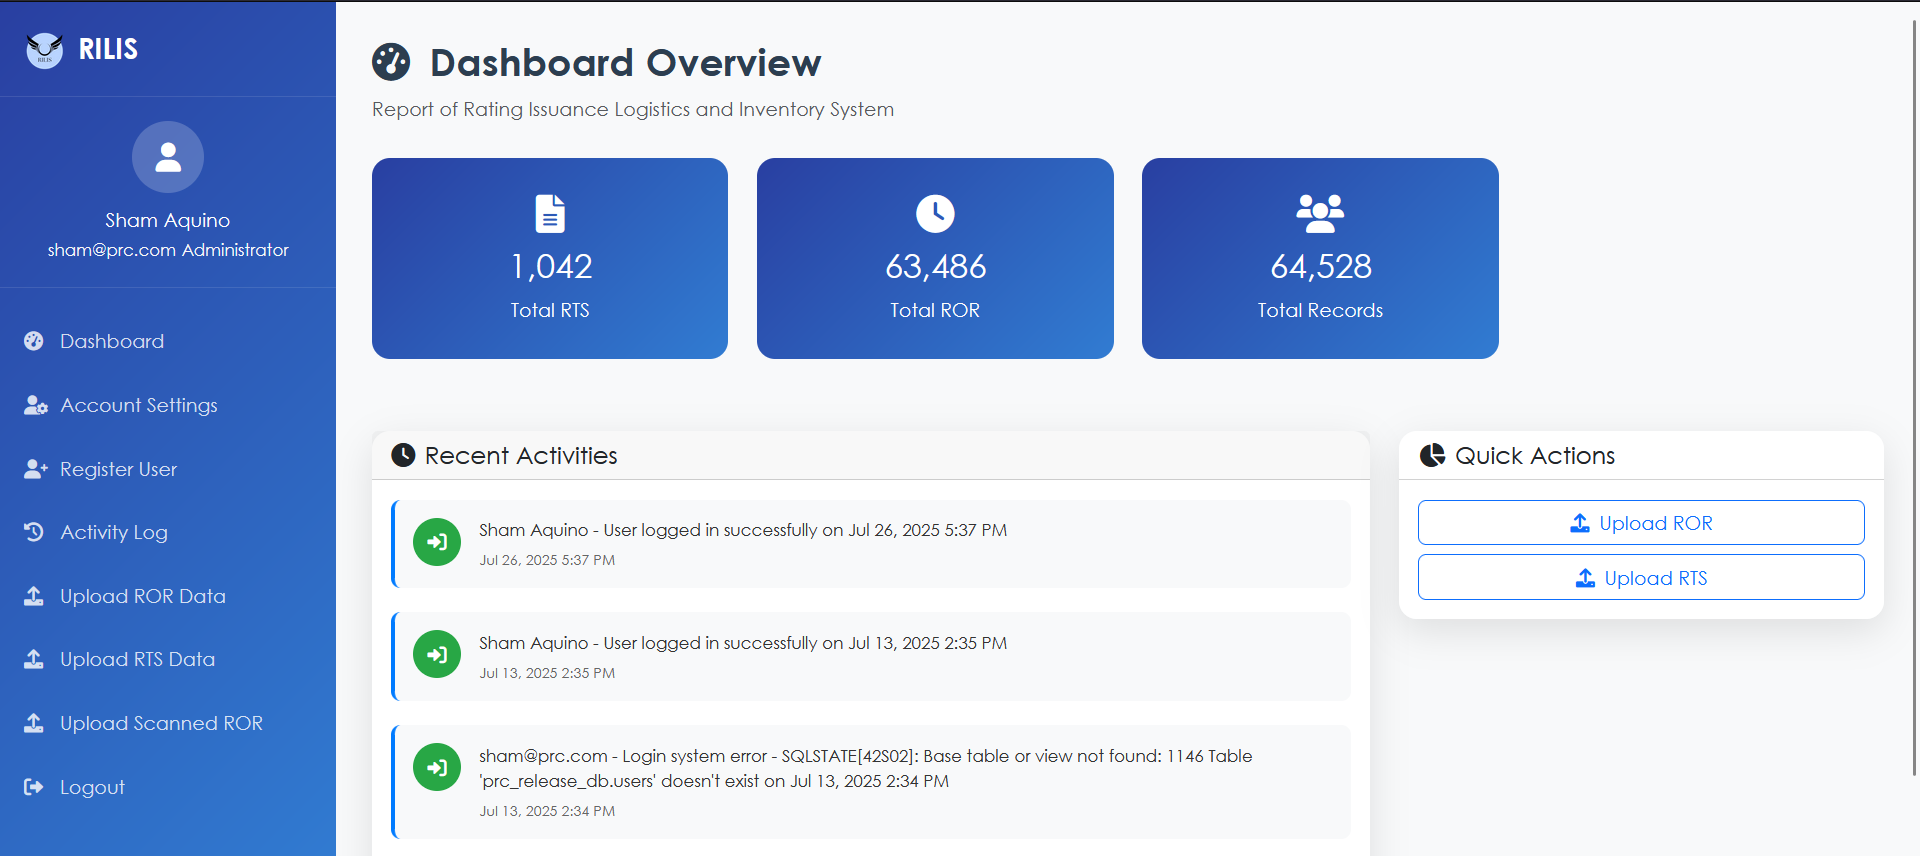 RILIS
RILIS
Sham Aquino
sham@prc.com Administrator
Dashboard
Account Settings
Register User
Activity Log
Upload ROR Data
Upload RTS Data
Upload Scanned ROR
Logout
Dashboard Overview
Report of Rating Issuance Logistics and Inventory System
1,042
Total RTS
63,486
Total ROR
64,528
Total Records
Recent Activities
Sham Aquino - User logged in successfully on Jul 26, 2025 5:37 PM
Jul 26, 2025 5:37 PM
Sham Aquino - User logged in successfully on Jul 13, 2025 2:35 PM
Jul 13, 2025 2:35 PM
sham@prc.com - Login system error - SQLSTATE[42S02]: Base table or view not found: 1146 Table
'prc_release_db.users' doesn't exist on Jul 13, 2025 2:34 PM
Jul 13, 2025 2:34 PM
Quick Actions
Upload ROR
Upload RTS